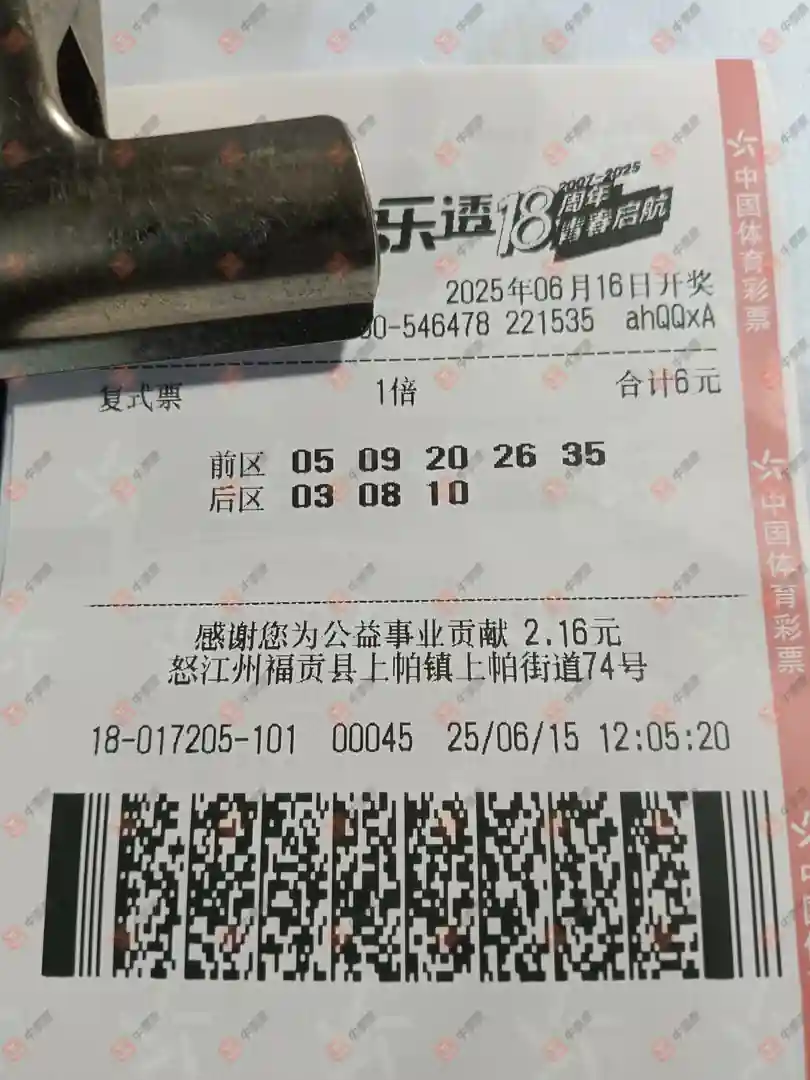 乐透18周年 2007-2025
青春启航
2025年06月16日开奖
00-546478 221535 ahQQxA
复式票 1倍 合计6元
前区 05 09 20 26 35
后区 03 08 10
感谢您为公益事业贡献 2.16元
怒江州福贡县上帕镇上帕街道74号
18-017205-101 00045 25/06/15 12:05:20
中国体育彩票
中国体育彩票